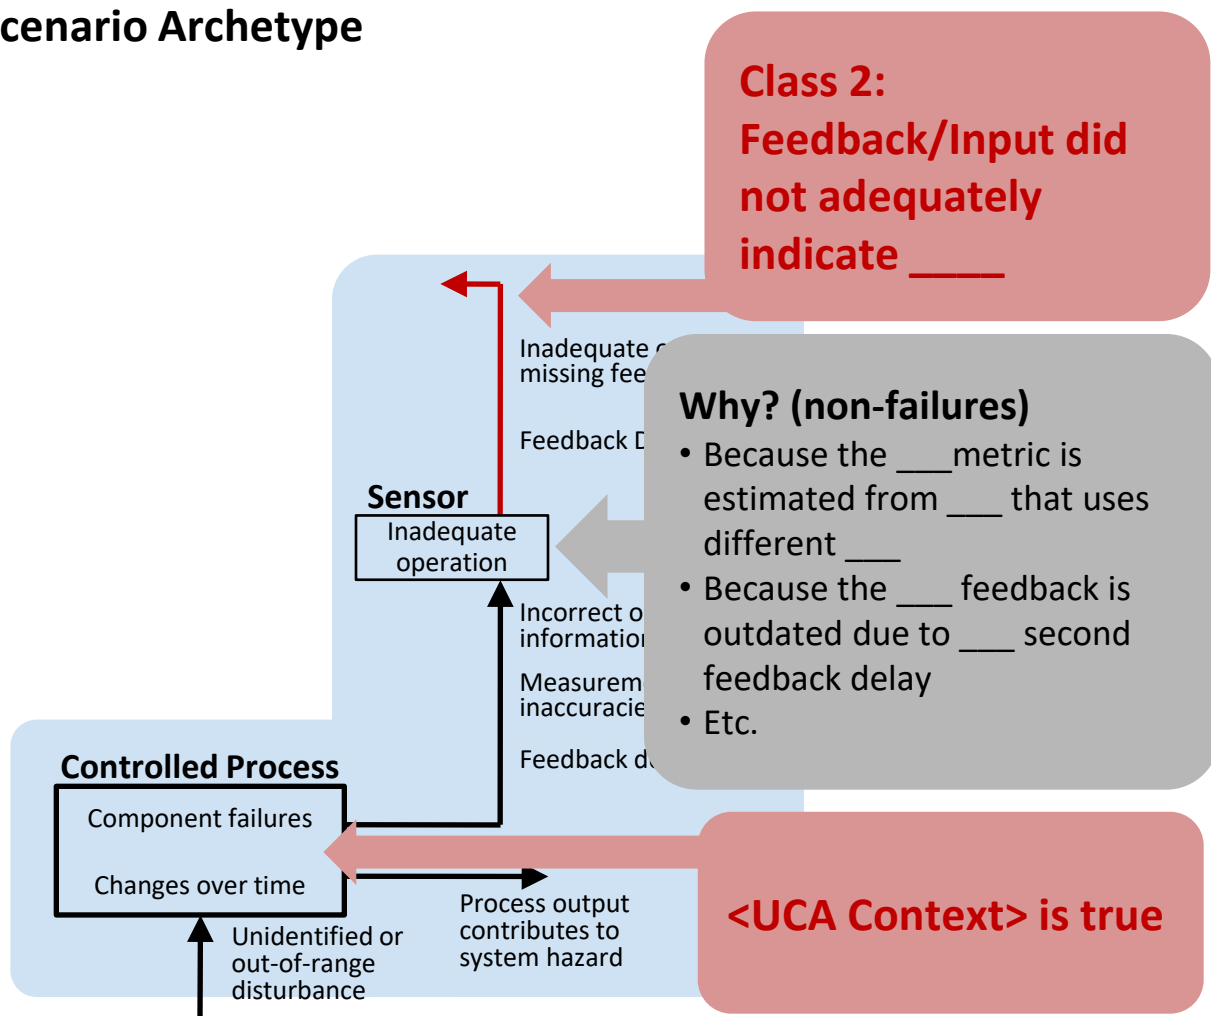 cenario Archetype
Class 2:
Feedback/Input did
not adequately
indicate ____
Inadequate
missing fee
Feedback D
Why? (non-failures)
• Because the ___metric is
estimated from ___ that uses
different ___
• Because the ___ feedback is
outdated due to ___ second
feedback delay
• Etc.
Sensor
Inadequate
operation
Incorrect o
information
Measurem
inaccuracie
Feedback d
Controlled Process
Component failures
Changes over time
Process output
contributes to
system hazard
Unidentified or
out-of-range
disturbance
<UCA Context> is true